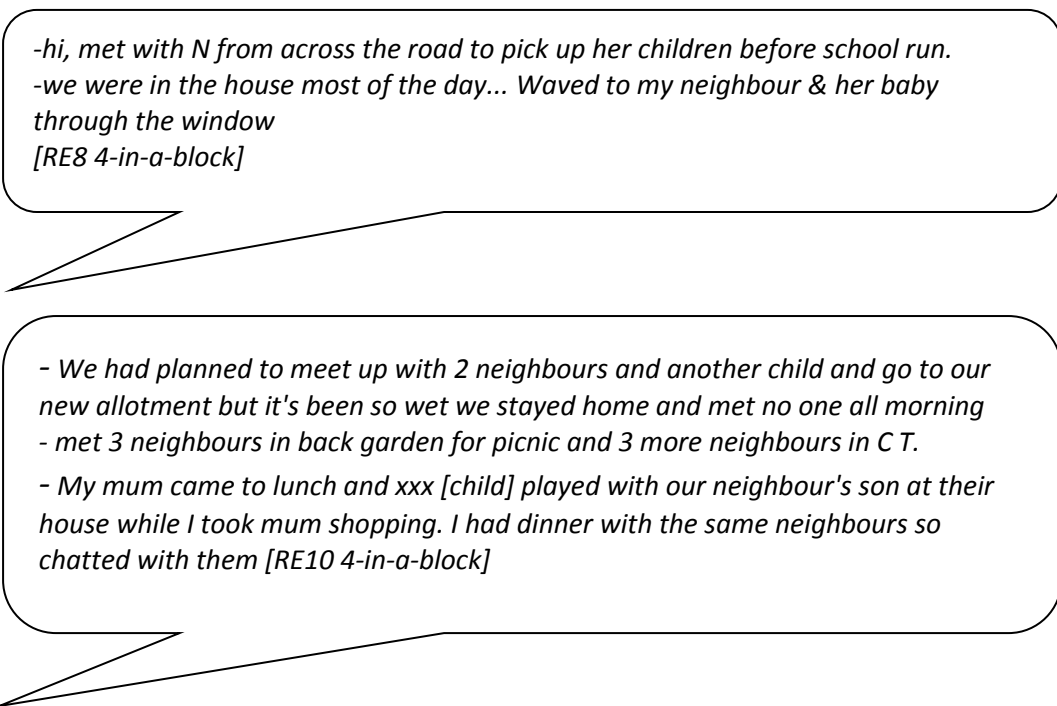 -hi, met with N from across the road to pick up her children before school run.
-we were in the house most of the day... Waved to my neighbour & her baby
through the window
[RE8 4-in-a-block]
- We had planned to meet up with 2 neighbours and another child and go to our
new allotment but it's been so wet we stayed home and met no one all morning
- met 3 neighbours in back garden for picnic and 3 more neighbours in C T.
- My mum came to lunch and xxx [child] played with our neighbour's son at their
house while I took mum shopping. I had dinner with the same neighbours so
chatted with them [RE10 4-in-a-block]